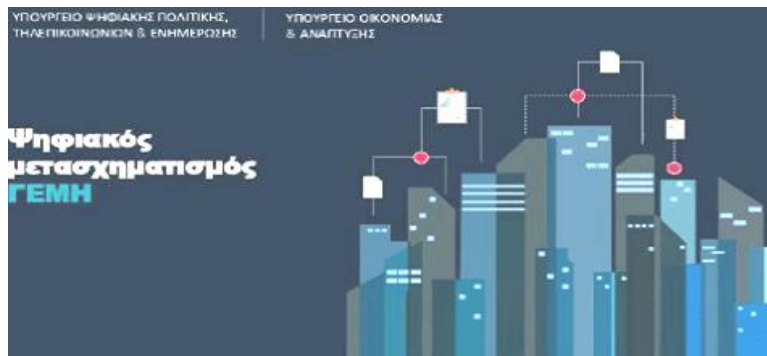 ΥΠΟΥΡΓΕΙΟ ΨΗΦΙΑΚΗΣ ΠΟΛΙΤΙΚΗΣ,
ΤΗΛΕΠΙΚΟΙΝΩΝΙΩΝ & ΕΝΗΜΕΡΩΣΗΣ
ΥΠΟΥΡΓΕΙΟ ΟΙΚΟΝΟΜΙΑΣ
& ΑΝΑΠΤΥΞΗΣ
Ψηφιακός
μετασχηματισμός
ΓΕΜΗ